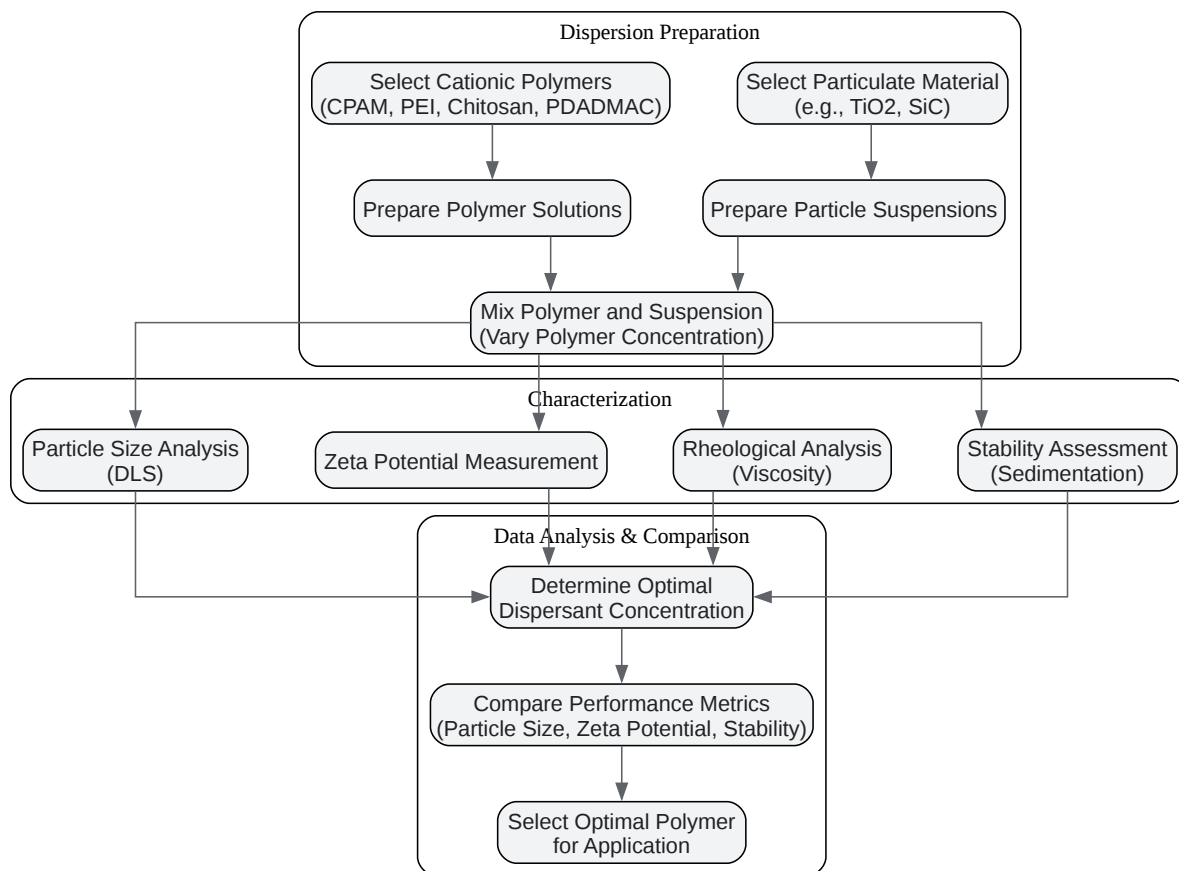 Dispersion Preparation
Select Cationic Polymers
(CPAM, PEI, Chitosan, PDADMAC)
Select Particulate Material
(e.g., TiO2, SiC)
Prepare Polymer Solutions
Prepare Particle Suspensions
Mix Polymer and Suspension
(Vary Polymer Concentration)
Characterization
Particle Size Analysis
(DLS)
Zeta Potential Measurement
Rheological Analysis
(Viscosity)
Stability Assessment
(Sedimentation)
Data Analysis & Comparison
Determine Optimal
Dispersant Concentration
Compare Performance Metrics
(Particle Size, Zeta Potential, Stability)
Select Optimal Polymer
for Application